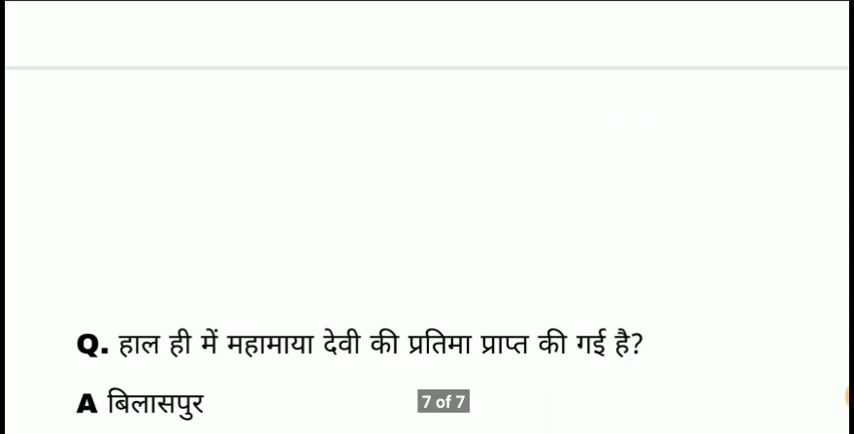 Q. हाल ही में महामाया देवी की प्रतिमा प्राप्त की गई है?
A बिलासपुर
7 of 7